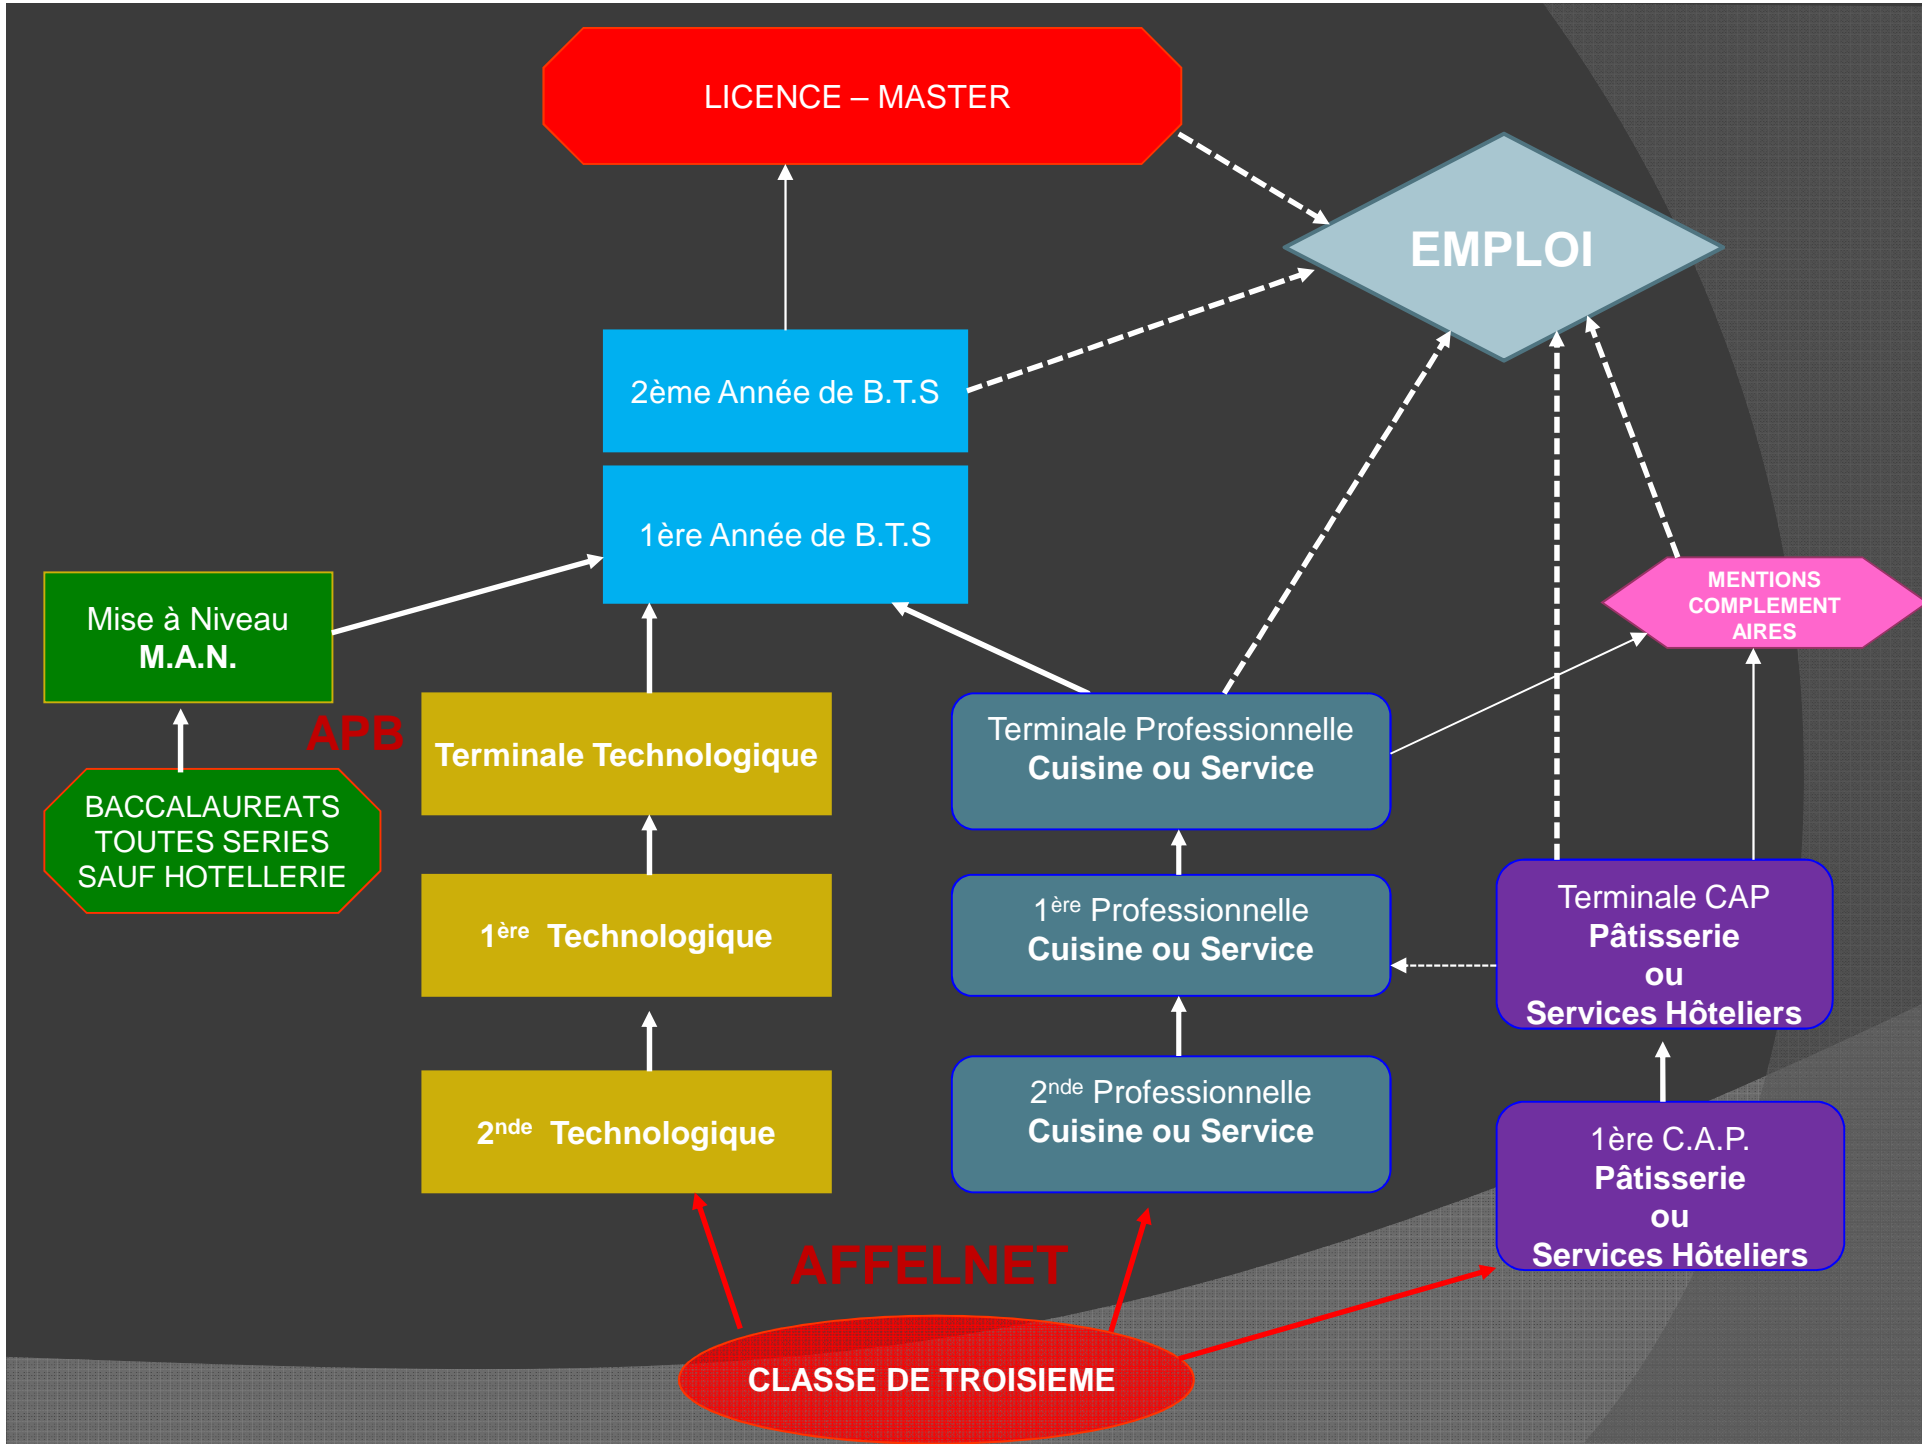 LICENCE – MASTER
EMPLOI
2ème Année de B.T.S
1ère Année de B.T.S
MENTIONS
COMPLEMENT
AIRES
Mise à Niveau
M.A.N.
APB
BACCALAUREATS
TOUTES SERIES
SAUF HOTELLERIE
Terminale Technologique
1ère Technologique
2nde Technologique
Terminale Professionnelle
Cuisine ou Service
1ère Professionnelle
Cuisine ou Service
2nde Professionnelle
Cuisine ou Service
Terminale CAP
Pâtisserie
ou
Services Hôteliers
1ère C.A.P.
Pâtisserie
ou
Services Hôteliers
AFFELNET
CLASSE DE TROISIEME